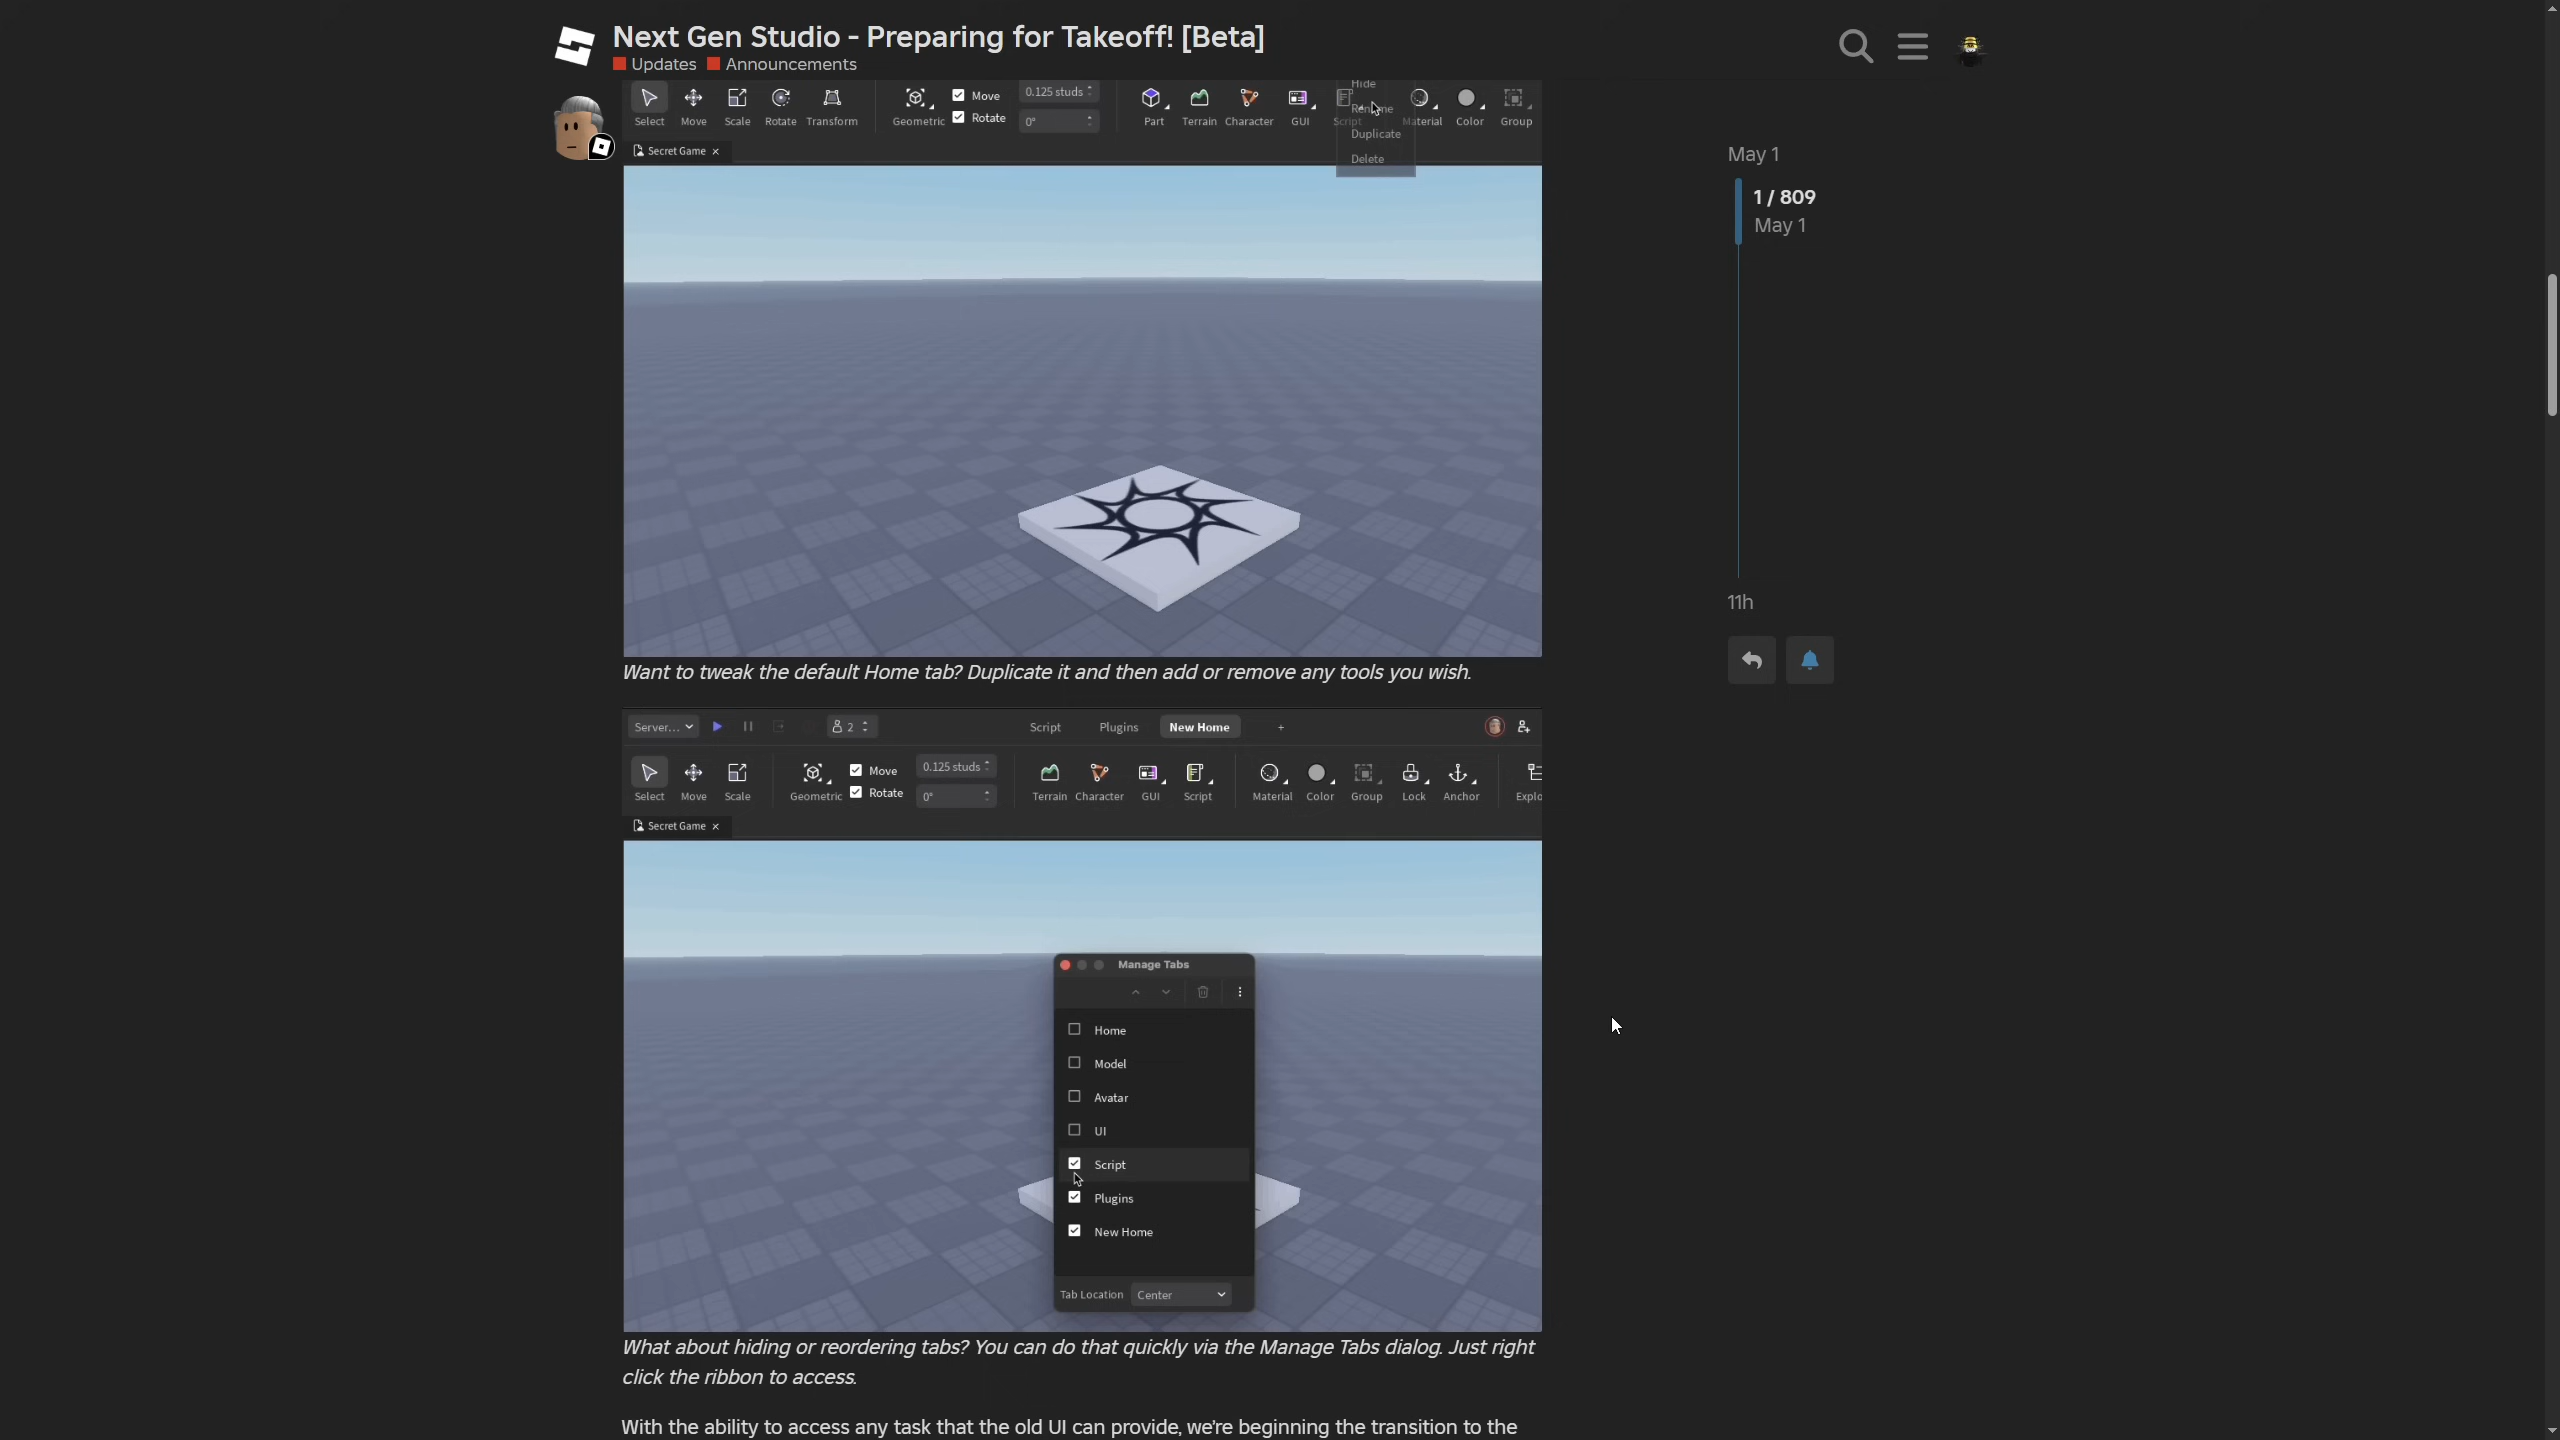 Next Gen Studio - Preparing for Takeoff! [Beta]
Updates Announcements
Hide
Rename
Duplicate
Delete
Select Move Scale Rotate Transform Geometric
Move
Rotate
0.125 studs
0°
Part Terrain Character GUI Script Material Color Group
Secret Game ×
May 1
1 / 809
May 1
11h
Want to tweak the default Home tab? Duplicate it and then add or remove any tools you wish.
Server... 2 Script Plugins New Home +
Select Move Scale Geometric
Move
Rotate
0.125 studs
0°
Terrain Character GUI Script Material Color Group Lock Anchor Explo
Secret Game ×
Manage Tabs
Home
Model
Avatar
UI
Script
Plugins
New Home
Tab Location Center
What about hiding or reordering tabs? You can do that quickly via the Manage Tabs dialog. Just right
click the ribbon to access.
With the ability to access any task that the old UI can provide, we're beginning the transition to the